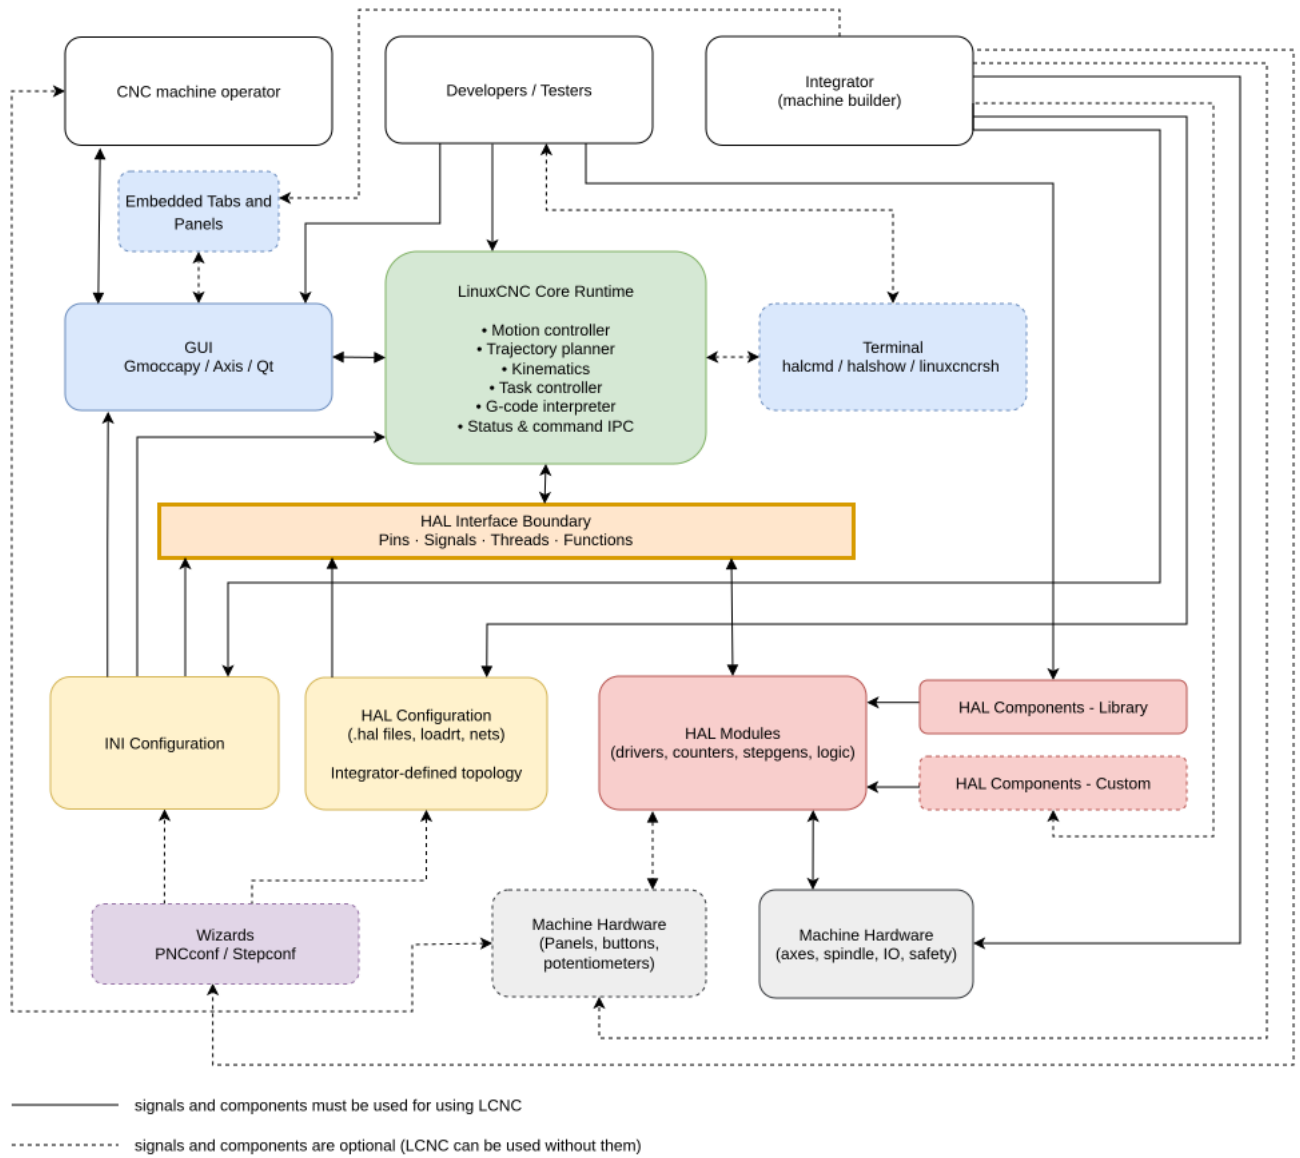 CNC machine operator
Developers / Testers
Integrator
(machine builder)
Embedded Tabs and
Panels
LinuxCNC Core Runtime
• Motion controller
• Trajectory planner
• Kinematics
• Task controller
• G-code interpreter
• Status & command IPC
GUI
Gmoccapy / Axis / Qt
Terminal
halcmd / halshow / linuxcncrsh
HAL Interface Boundary
Pins · Signals · Threads · Functions
INI Configuration
HAL Configuration
(.hal files, loadrt, nets)
Integrator-defined topology
HAL Modules
(drivers, counters, stepgens, logic)
HAL Components - Library
HAL Components - Custom
Wizards
PNCconf / Stepconf
Machine Hardware
(Panels, buttons,
potentiometers)
Machine Hardware
(axes, spindle, IO, safety)
signals and components must be used for using LCNC
signals and components are optional (LCNC can be used without them)